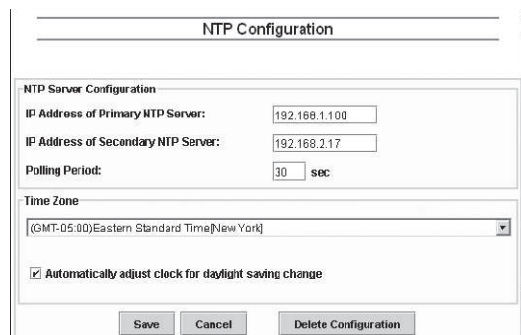 NTP Configuration
NTP Server Configuration
IP Address of Primary NTP Server: 192.168.1.100
IP Address of Secondary NTP Server: 192.168.2.17
Polling Period: 30 sec
Time Zone
(GMT-05:00)Eastern Standard Time[New York]
Automatically adjust clock for daylight saving change
Save Cancel Delete Configuration